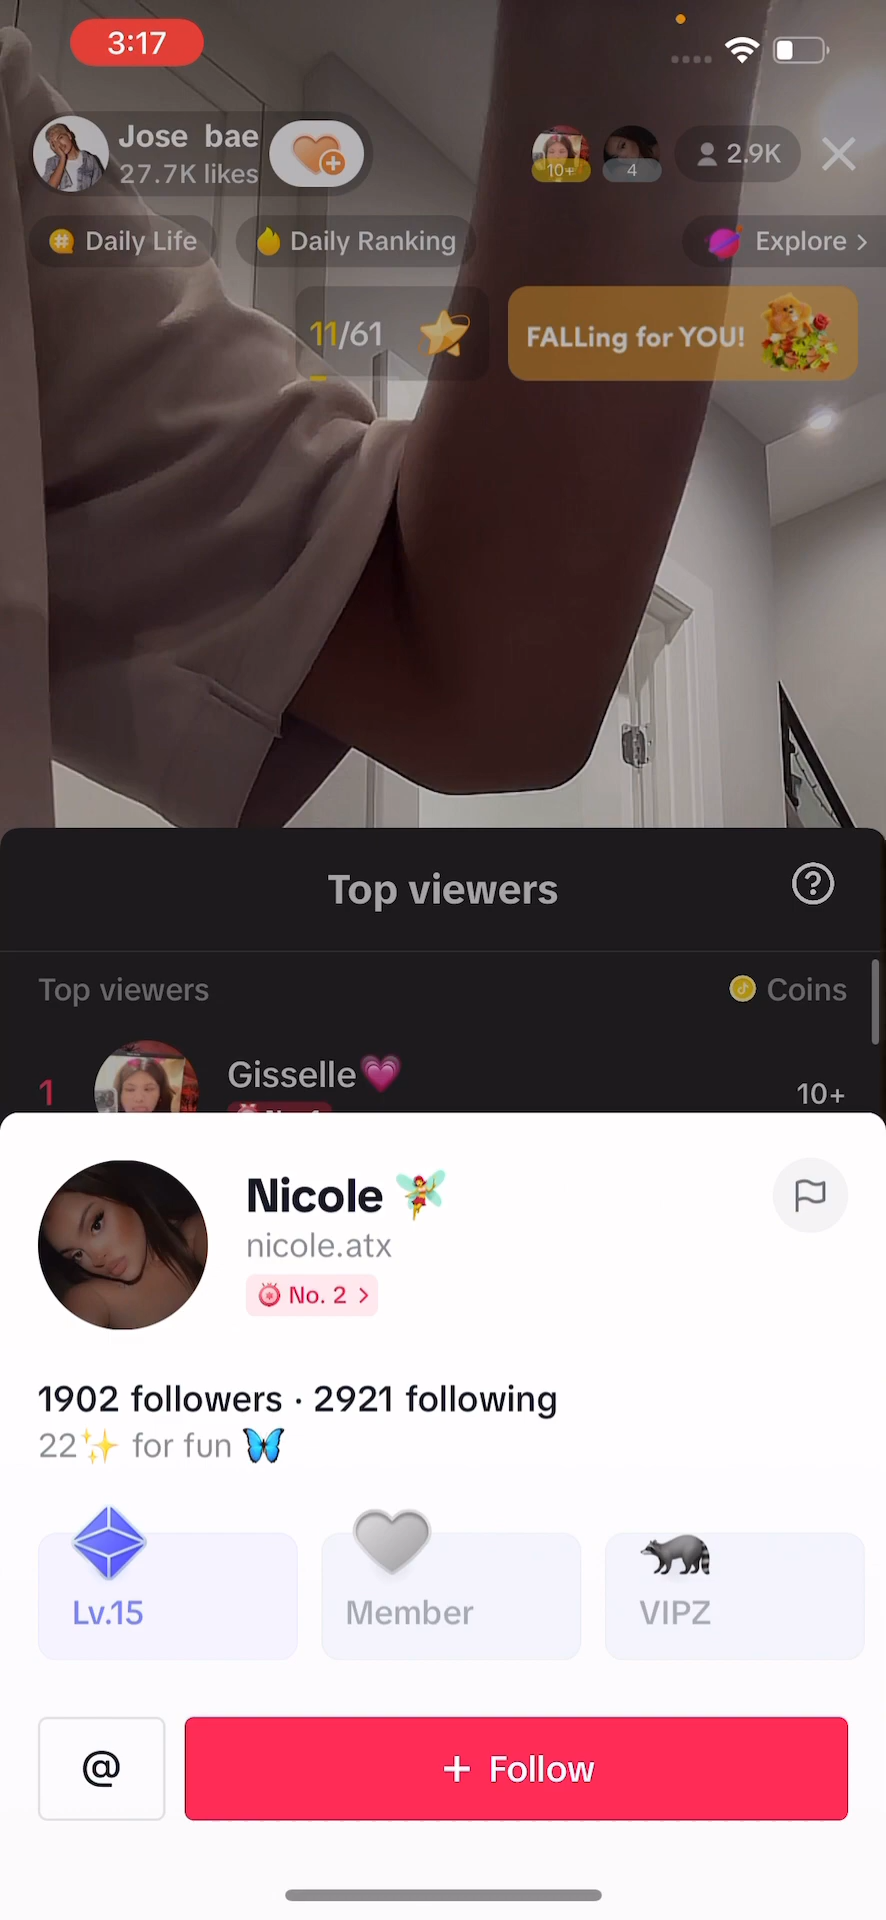 3:17
Jose bae
27.7K likes
10+
4
2.9K
Daily Life
Daily Ranking
Explore >
11/61
FALLing for YOU!
Top viewers
Top viewers
Coins
1
Gisselle💗
10+
Nicole 🧚
nicole.atx
No. 2 >
1902 followers · 2921 following
22✨ for fun 🦋
Lv.15
Member
VIPZ
@
+ Follow